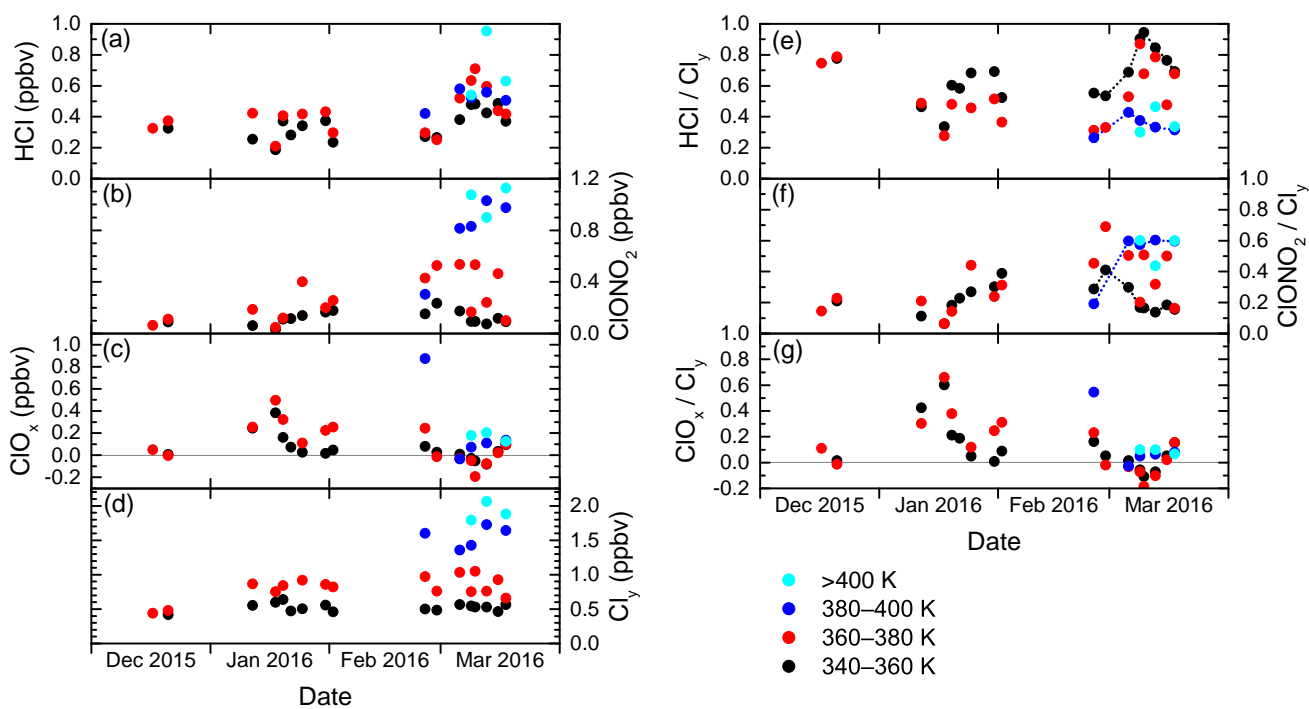 (a)
HCl (ppbv)
1.0
0.8
0.6
0.4
0.2
0.0
(b)
ClONO2 (ppbv)
1.2
0.8
0.4
0.0
(c)
ClOx (ppbv)
1.0
0.8
0.6
0.4
0.2
0.0
-0.2
(d)
Cly (ppbv)
2.0
1.5
1.0
0.5
0.0
Dec 2015 Jan 2016 Feb 2016 Mar 2016
Date
(e)
HCl / Cly
1.0
0.8
0.6
0.4
0.2
0.0
(f)
ClONO2 / Cly
1.0
0.8
0.6
0.4
0.2
0.0
(g)
ClOx / Cly
1.0
0.8
0.6
0.4
0.2
0.0
-0.2
Dec 2015 Jan 2016 Feb 2016 Mar 2016
Date
>400 K
380–400 K
360–380 K
340–360 K